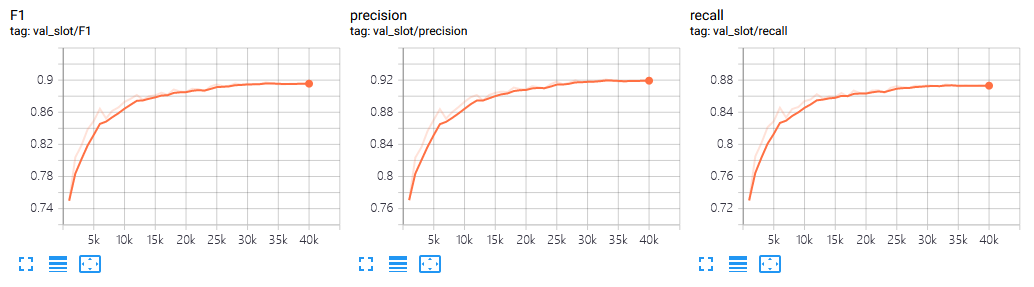 F1
tag: val_slot/F1
0.9
0.86
0.82
0.78
0.74
5k 10k 15k 20k 25k 30k 35k 40k
precision
tag: val_slot/precision
0.92
0.88
0.84
0.8
0.76
5k 10k 15k 20k 25k 30k 35k 40k
recall
tag: val_slot/recall
0.88
0.84
0.8
0.76
0.72
5k 10k 15k 20k 25k 30k 35k 40k